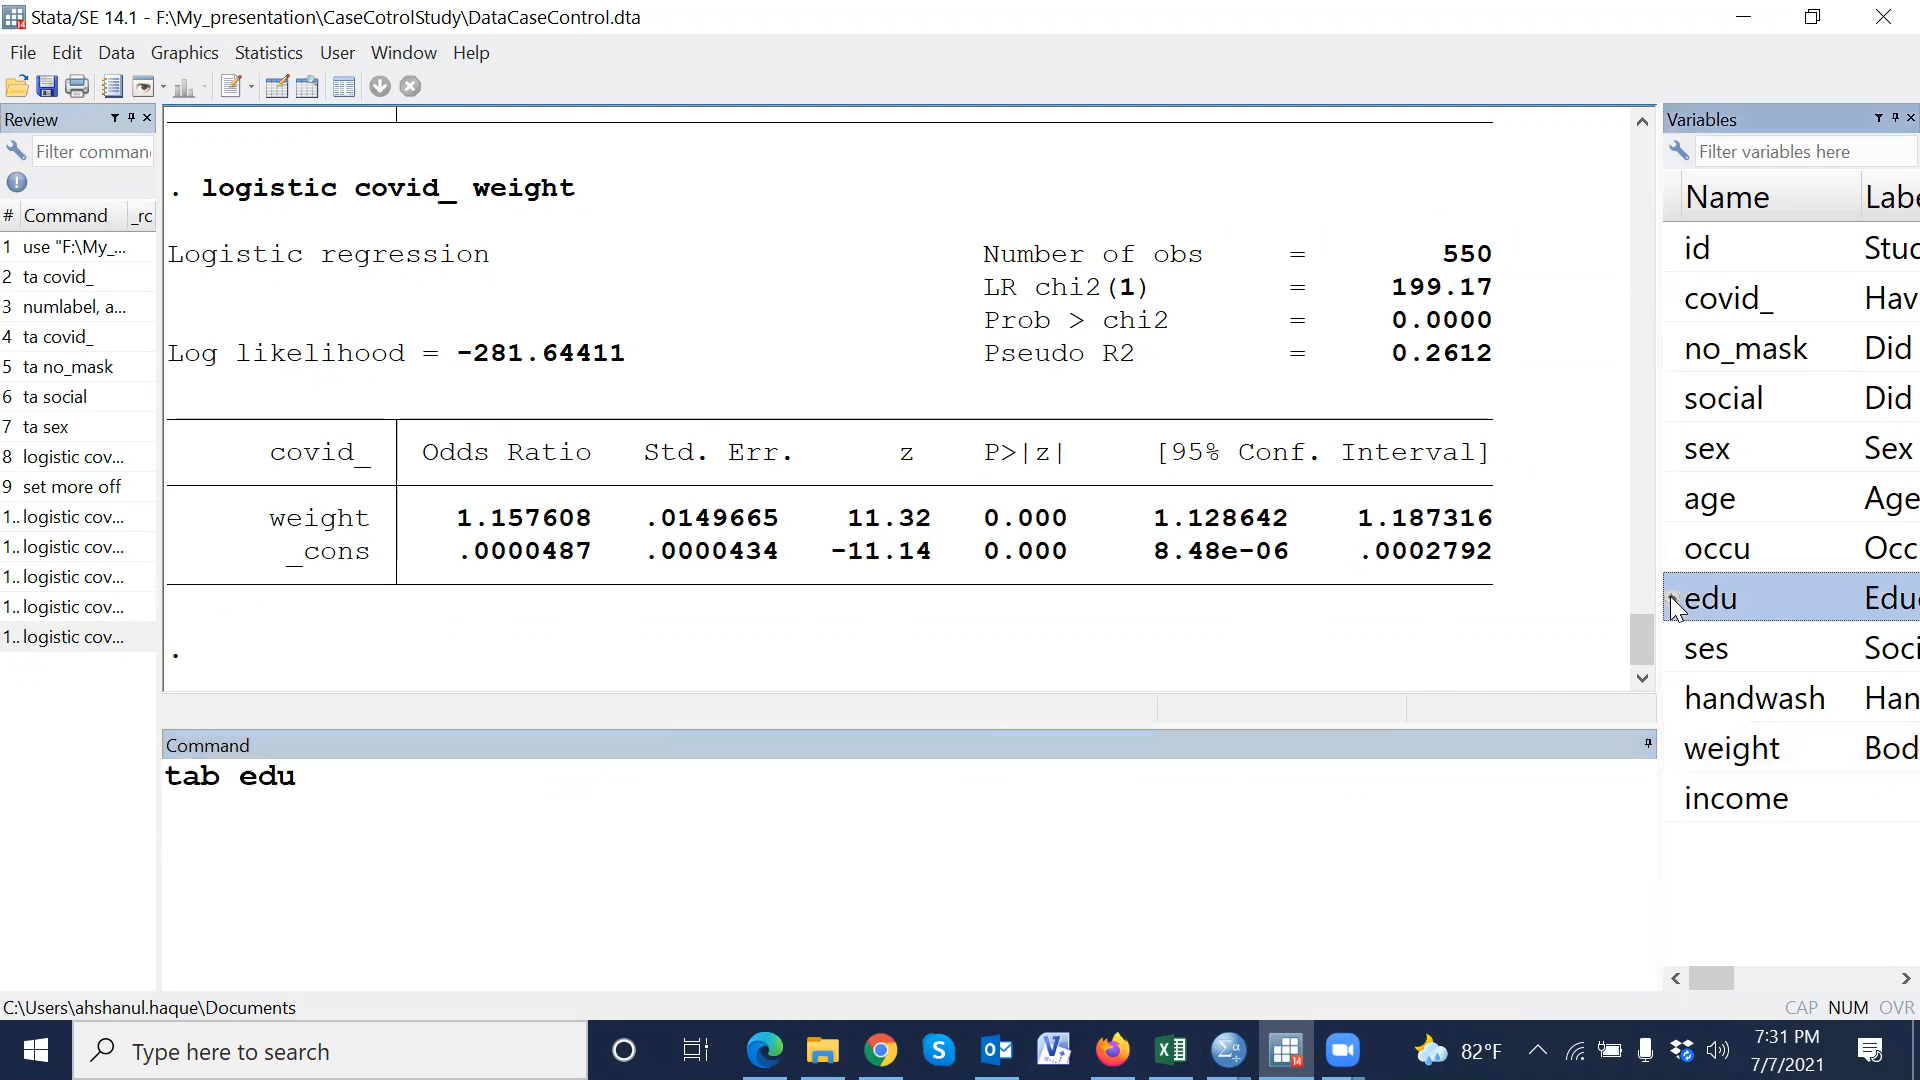 Stata/SE 14.1 - F:\My_presentation\CaseCotrolStudy\DataCaseControl.dta
File Edit Data Graphics Statistics User Window Help
Review
Filter comman
# Command _rc
1 use "F:\My_...
2 ta covid_
3 numlabel, a...
4 ta covid_
5 ta no_mask
6 ta social
7 ta sex
8 logistic cov...
9 set more off
1.. logistic cov...
1.. logistic cov...
1.. logistic cov...
1.. logistic cov...
1.. logistic cov...
. logistic covid_ weight
Logistic regression Number of obs = 550
LR chi2(1) = 199.17
Prob > chi2 = 0.0000
Log likelihood = -281.64411 Pseudo R2 = 0.2612
covid_ Odds Ratio Std. Err. z P>|z| [95% Conf. Interval]
weight 1.157608 .0149665 11.32 0.000 1.128642 1.187316
_cons .0000487 .0000434 -11.14 0.000 8.48e-06 .0002792
.
Command
tab edu
Variables
Filter variables here
Name Labe
id Stud
covid_ Hav
no_mask Did
social Did
sex Sex
age Age
occu Occ
edu Educ
ses Soci
handwash Han
weight Bod
income
C:\Users\ahshanul.haque\Documents
CAP NUM OVR
Type here to search
82°F
7:31 PM
7/7/2021